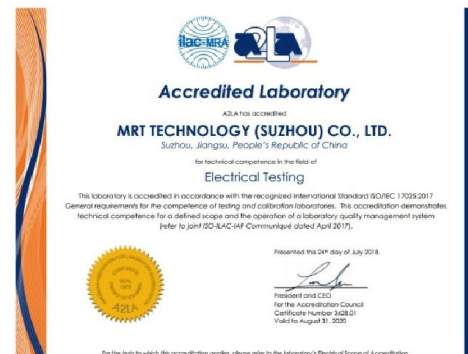 ilac-MRA
A2LA
Accredited Laboratory
A2LA has accredited
MRT TECHNOLOGY (SUZHOU) CO., LTD.
Suzhou, Jiangsu, People's Republic of China
for technical competence in the field of
Electrical Testing
This laboratory is accredited in accordance with the recognized International Standard ISO/IEC 17025:2017
General requirements for the competence of testing and calibration laboratories. This accreditation demonstrates
technical competence for a defined scope and the operation of a laboratory quality management system
(refer to joint ISO-ILAC-IAF Communiqué dated April 2017).
Presented this 24th day of July 2018.
President and CEO
For the Accreditation Council
Certificate Number 3628.01
Valid to August 31, 2020
A2LA
For the tests to which this accreditation applies, please refer to the laboratory's Electrical Scope of Accreditation.